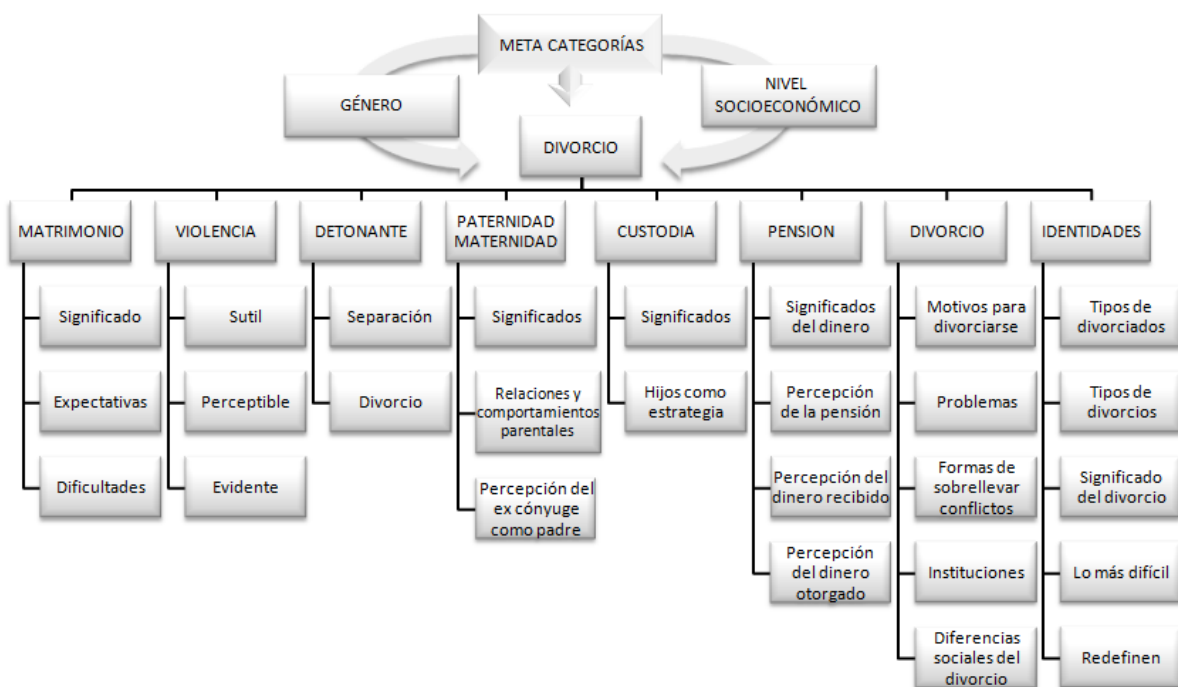 META CATEGORÍAS
GÉNERO
NIVEL
SOCIOECONÓMICO
DIVORCIO
MATRIMONIO
Significado
Expectativas
Dificultades
VIOLENCIA
Sutil
Perceptible
Evidente
DETONANTE
Separación
Divorcio
PATERNIDAD
MATERNIDAD
Significados
Relaciones y
comportamientos
parentales
Percepción del
ex cónyuge
como padre
CUSTODIA
Significados
Hijos como
estrategia
PENSION
Significados
del dinero
Percepción
de la pensión
Percepción del
dinero recibido
Percepción
del dinero
otorgado
DIVORCIO
Motivos para
divorciarse
Problemas
Formas de
sobrellevar
conflictos
Instituciones
Diferencias
sociales del
divorcio
IDENTIDADES
Tipos de
divorciados
Tipos de
divorcios
Significado
del divorcio
Lo más difícil
Redefinen